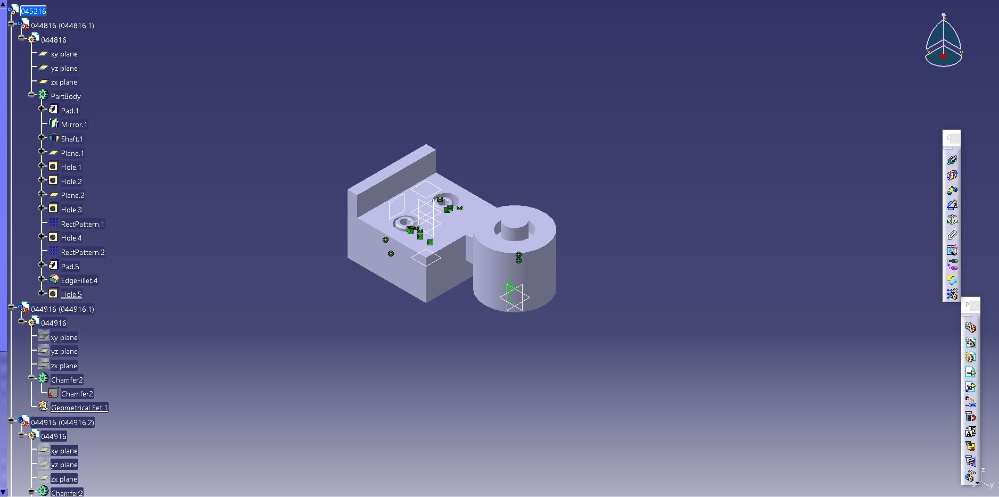 045216
044816 (044816.1)
044816
xy plane
yz plane
zx plane
PartBody
Pad.1
Mirror.1
Shaft.1
Plane.1
Hole.1
Hole.2
Plane.2
Hole.3
RectPattern.1
Hole.4
RectPattern.2
Pad.5
EdgeFillet.4
Hole.5
044916 (044916.1)
044916
xy plane
yz plane
zx plane
Chamfer2
Chamfer2
Geometrical Set.1
044916 (044916.2)
044916
xy plane
yz plane
zx plane
Chamfer2
z
x y
z
x y